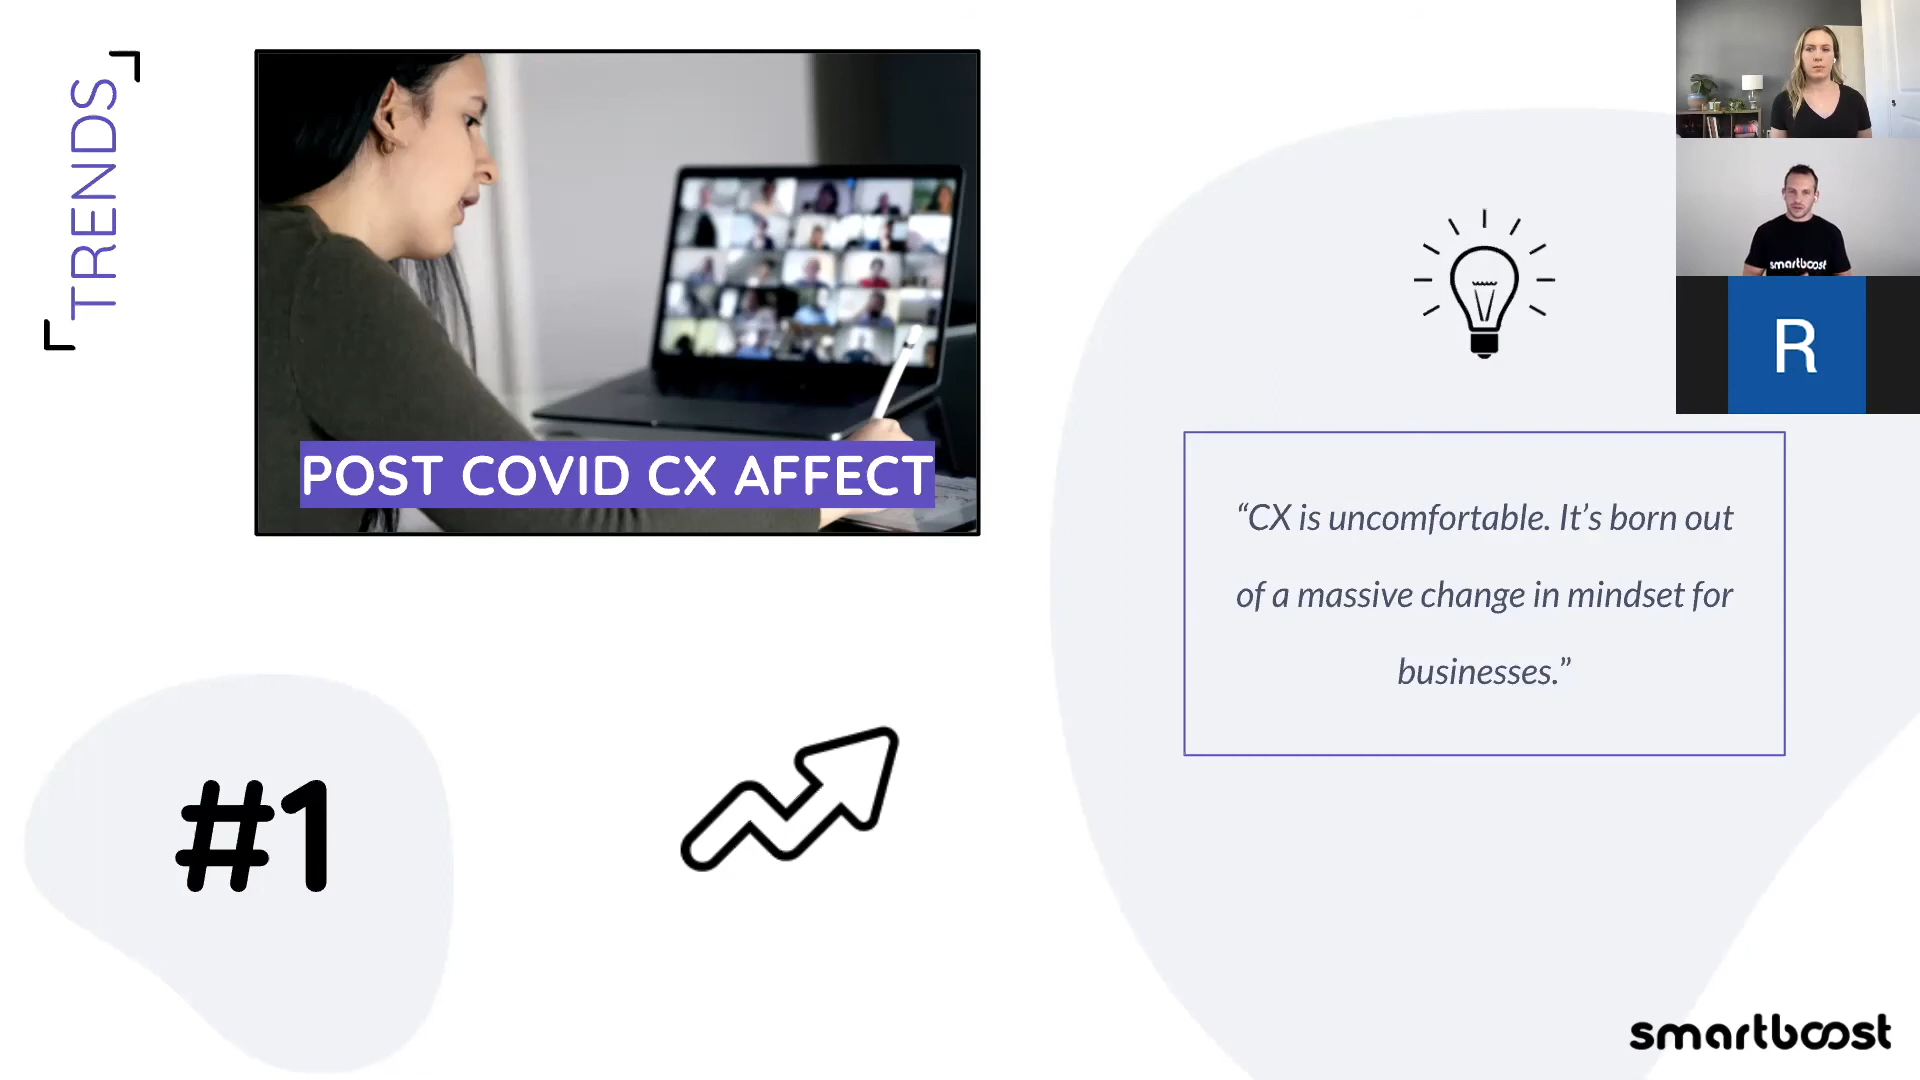 TRENDS
POST COVID CX AFFECT
#1
“CX is uncomfortable. It’s born out
of a massive change in mindset for
businesses.”
smartboost
R
smartboost